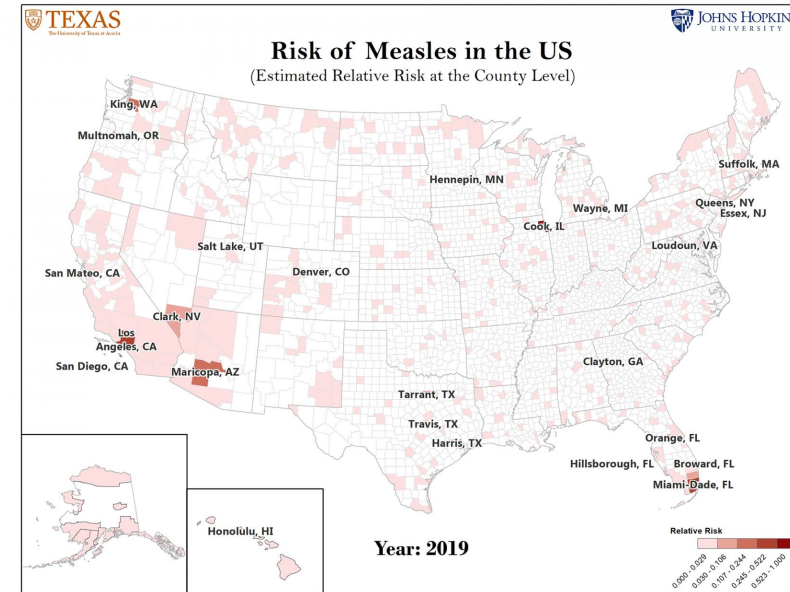 TEXAS
The University of Texas at Austin
JOHNS HOPKIN
UNIVERSITY
Risk of Measles in the US
(Estimated Relative Risk at the County Level)
King, WA
Multnomah, OR
Suffolk, MA
Hennepin, MN
Queens, NY
Wayne, MI
Essex, NJ
Cook, IL
Salt Lake, UT
Loudoun, VA
San Mateo, CA
Denver, CO
Clark, NV
Los
Angeles, CA
San Diego, CA
Maricopa, AZ
Clayton, GA
Tarrant, TX
Travis, TX
Harris, TX
Orange, FL
Hillsborough, FL
Broward, FL
Miami-Dade, FL
Honolulu, HI
Year: 2019
Relative Risk
0.000 - 0.029
0.030 - 0.106
0.107 - 0.244
0.245 - 0.522
0.523 - 1.000